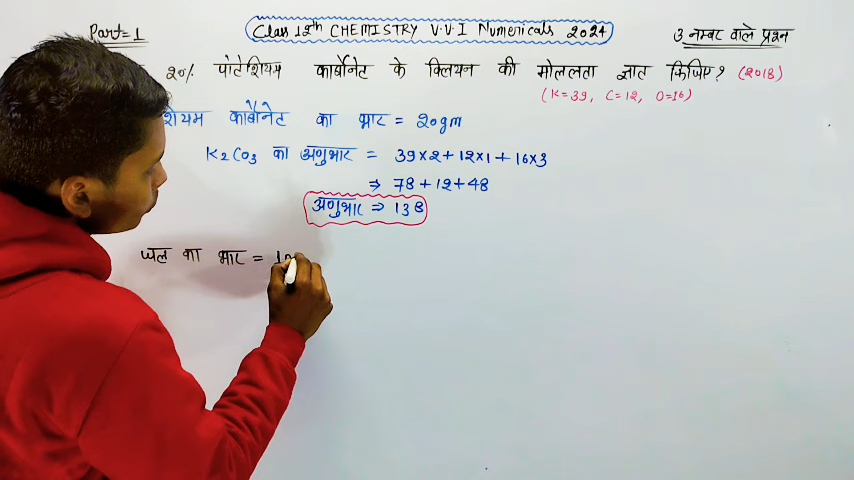 Part=1
Class 12th CHEMISTRY V.V.I Numericals 2024
3 नम्बर वाले प्रश्न
20% पोटेशियम कार्बोनेट के विलियन की मोललता ज्ञात किजिए? (2018)
(K=39, C=12, O=16)
शियम कार्बोनेट का भार = 20gm
K2CO3 का अणुभार = 39×2+12×1+16×3
⇒ 78+12+48
अणुभार ⇒ 138
जल का भार =